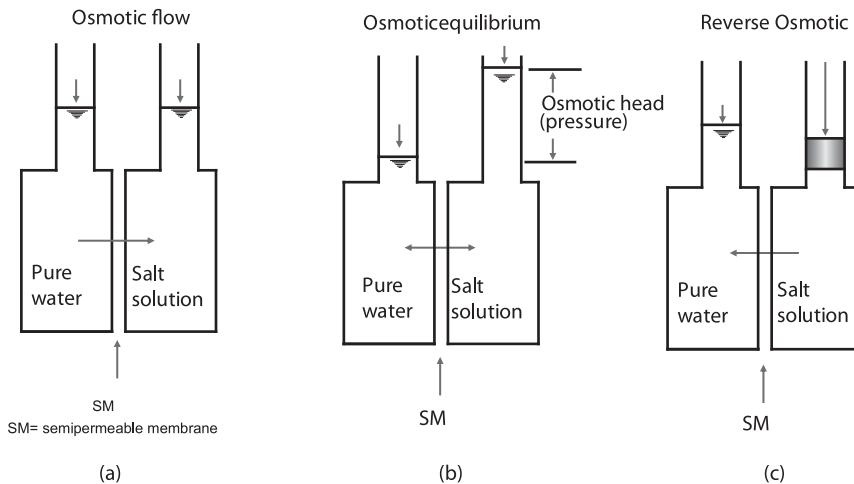 Osmotic flow
Pure
water
Salt
solution
SM
SM= semipermeable membrane
(a)
Osmoticequilibrium
Osmotic head
(pressure)
Pure
water
Salt
solution
SM
(b)
Reverse Osmotic
Pure
water
Salt
solution
SM
(c)